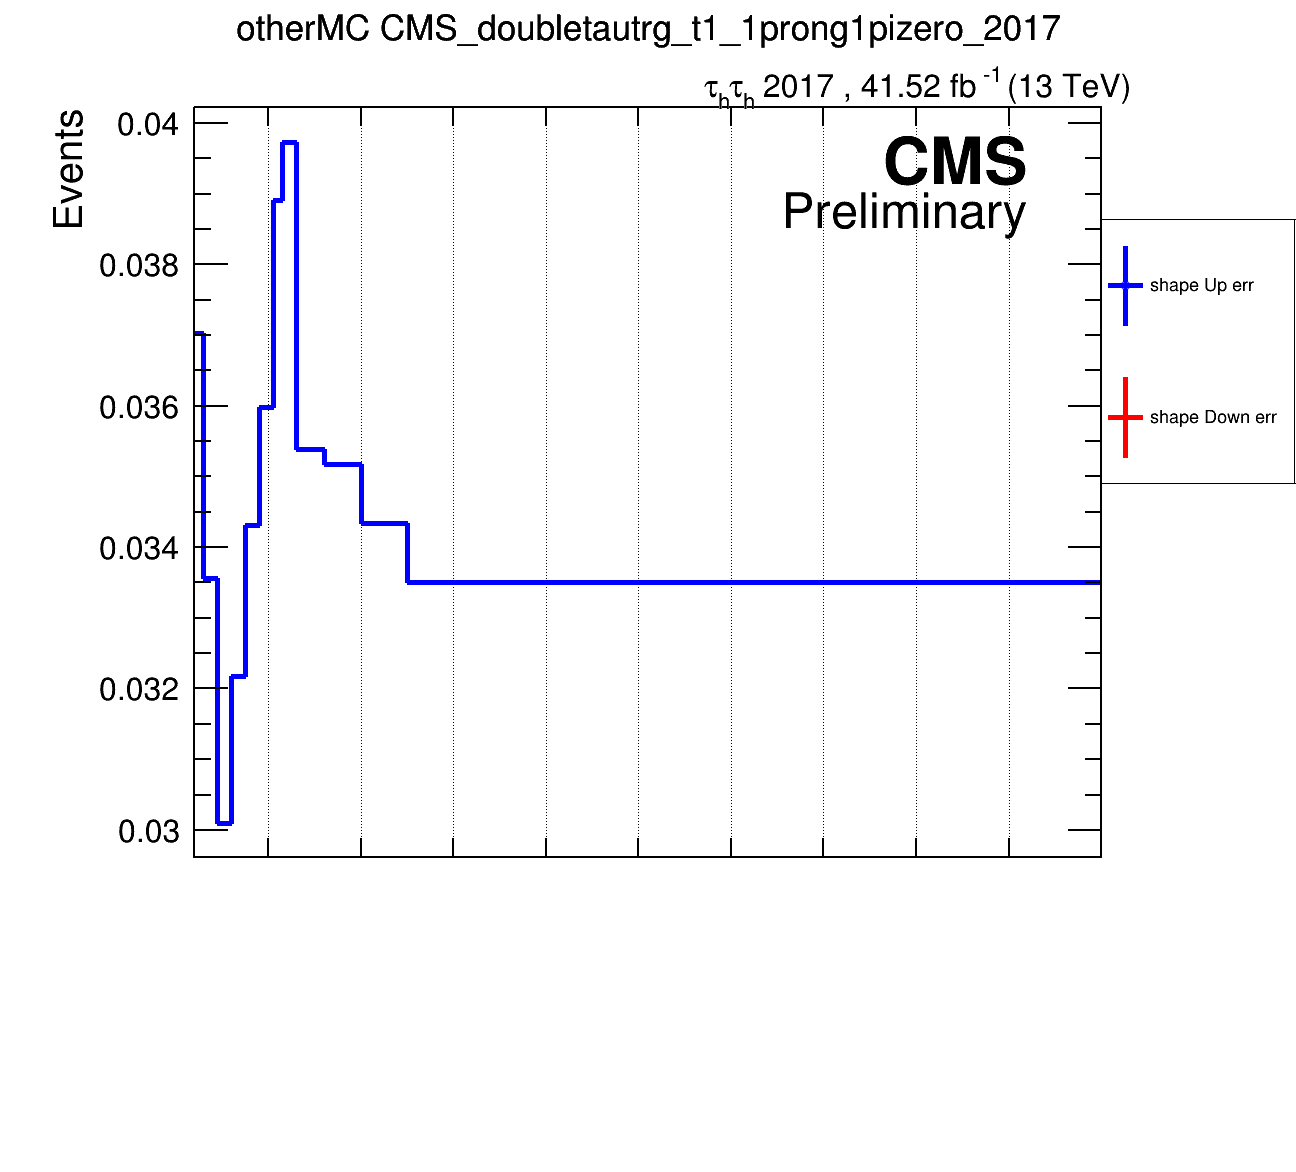 otherMC CMS_doubletautrg_t1_1prong1pizero_2017
τhτh 2017 , 41.52 fb-1 (13 TeV)
Events
CMS
Preliminary
0.04
0.038
0.036
0.034
0.032
0.03
shape Up err
shape Down err